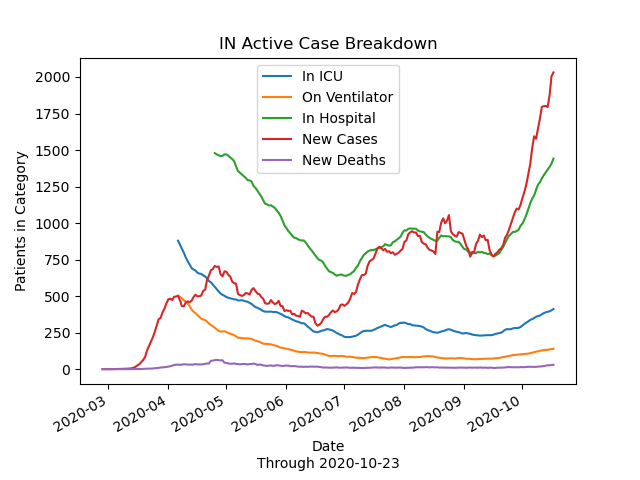 IN Active Case Breakdown
In ICU
On Ventilator
In Hospital
New Cases
New Deaths
Patients in Category
2000
1750
1500
1250
1000
750
500
250
0
2020-03
2020-04
2020-05
2020-06
2020-07
2020-08
2020-09
2020-10
Date
Through 2020-10-23